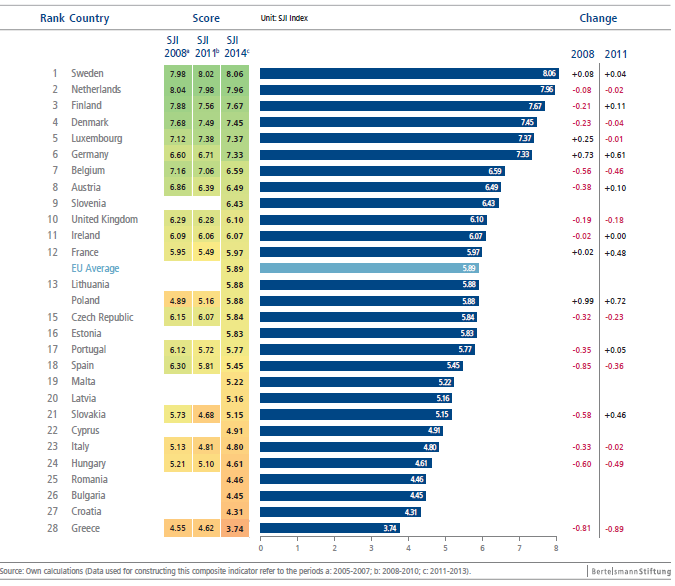 Rank Country Score Unit: SJI Index Change
SJI SJI SJI
2008a 2011b 2014c 2008 2011
1 Sweden 7.98 8.02 8.06 8.06 +0.08 +0.04
2 Netherlands 8.04 7.98 7.96 7.96 -0.08 -0.02
3 Finland 7.88 7.56 7.67 7.67 -0.21 +0.11
4 Denmark 7.68 7.49 7.45 7.45 -0.23 -0.04
5 Luxembourg 7.12 7.38 7.37 7.37 +0.25 -0.01
6 Germany 6.60 6.71 7.33 7.33 +0.73 +0.61
7 Belgium 7.16 7.06 6.59 6.59 -0.56 -0.46
8 Austria 6.86 6.39 6.49 6.49 -0.38 +0.10
9 Slovenia 6.43 6.43
10 United Kingdom 6.29 6.28 6.10 6.10 -0.19 -0.18
11 Ireland 6.09 6.06 6.07 6.07 -0.02 +0.00
12 France 5.95 5.49 5.97 5.97 +0.02 +0.48
EU Average 5.89 5.89
13 Lithuania 5.88 5.88
Poland 4.89 5.16 5.88 5.88 +0.99 +0.72
15 Czech Republic 6.15 6.07 5.84 5.84 -0.32 -0.23
16 Estonia 5.83 5.83
17 Portugal 6.12 5.72 5.77 5.77 -0.35 +0.05
18 Spain 6.30 5.81 5.45 5.45 -0.85 -0.36
19 Malta 5.22 5.22
20 Latvia 5.16 5.16
21 Slovakia 5.73 4.68 5.15 5.15 -0.58 +0.46
22 Cyprus 4.91 4.91
23 Italy 5.13 4.81 4.80 4.80 -0.33 -0.02
24 Hungary 5.21 5.10 4.61 4.61 -0.60 -0.49
25 Romania 4.46 4.46
26 Bulgaria 4.45 4.45
27 Croatia 4.31 4.31
28 Greece 4.55 4.62 3.74 3.74 -0.81 -0.89
0 1 2 3 4 5 6 7 8
Source: Own calculations (Data used for constructing this composite indicator refer to the periods a: 2005-2007; b: 2008-2010; c: 2011-2013). BertelsmannStiftung